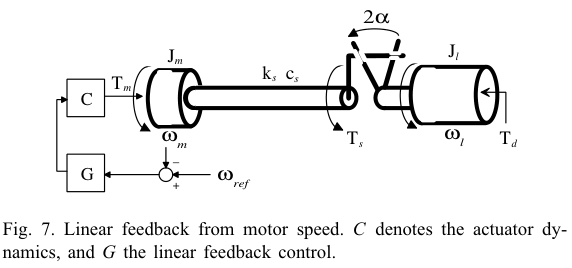 2α
J_m
J_l
k_s c_s
T_m
C
ω_m
T_s
ω_l
T_d
−
G
+
ω_ref
Fig. 7. Linear feedback from motor speed. C denotes the actuator dy-
namics, and G the linear feedback control.